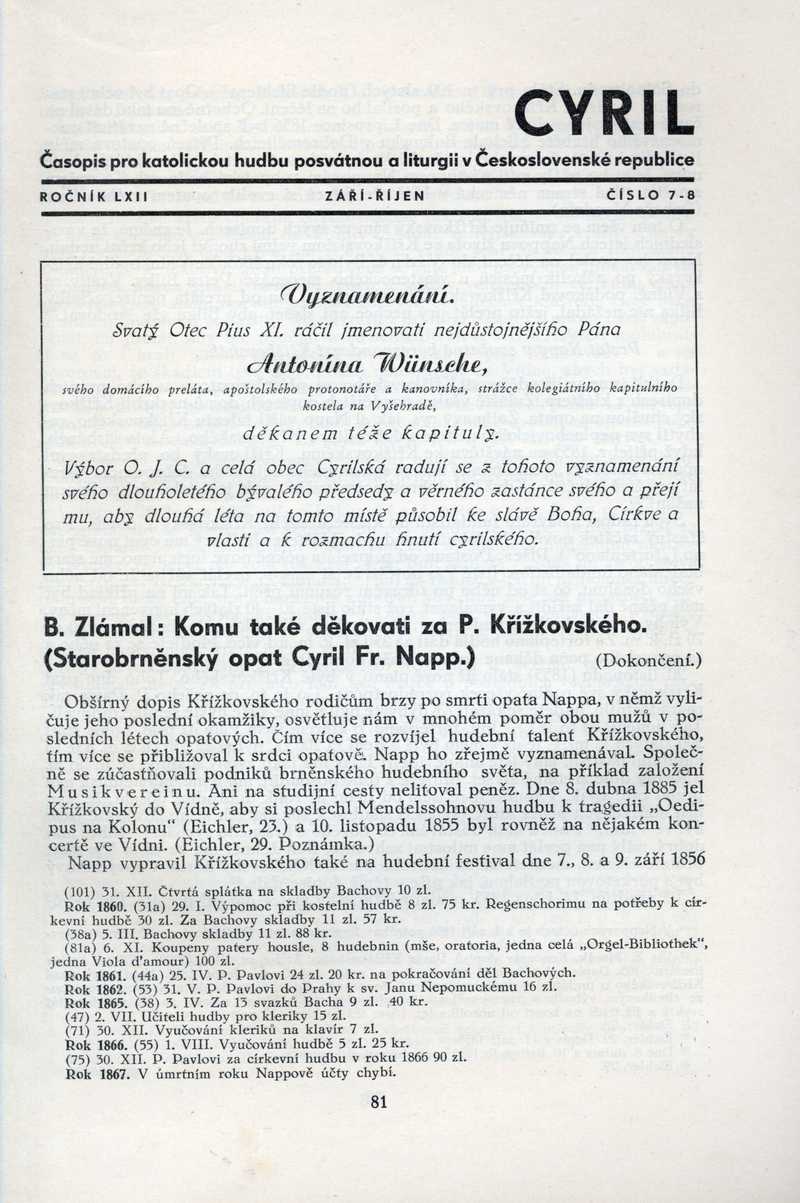 CYRIL
Časopis pro katolickou hudbu posvátnou a liturgii v Československé republice
ROČNÍK LXII ZÁŘÍ-ŘÍJEN ČÍSLO 7-8
Vyznamenání.
Svatý Otec Pius XI. ráčil jmenovati nejdůstojnějšího Pána
Antonína Wünsche,
svého domácího preláta, apoštolského protonotáře a kanovníka, strážce kolegiátního kapitulního
kostela na Vyšehradě,
děkanem téže kapituly.
Výbor O. J. C. a celá obec Cyrilská radují se z tohoto vyznamenání
svého dlouholetého bývalého předsedy a věrného zastánce svého a přejí
mu, aby dlouhá léta na tomto místě působil ke slávě Boha, Církve a
vlasti a k rozmachu hnutí cyrilského.
B. Zlámal: Komu také děkovati za P. Křížkovského.
(Starobrněnský opat Cyril Fr. Napp.) (Dokončení.)
Obšírný dopis Křížkovského rodičům brzy po smrti opata Nappa, v němž vyli-
čuje jeho poslední okamžiky, osvětluje nám v mnohém poměr obou mužů v po-
sledních létech opatových. Čím více se rozvíjel hudební talent Křížkovského,
tím více se přibližoval k srdci opatově. Napp ho zřejmě vyznamenával. Společ-
ně se zúčastňovali podniků brněnského hudebního světa, na příklad založení
Musikvereinu. Ani na studijní cesty nelitoval peněz. Dne 8. dubna 1885 jel
Křížkovský do Vídně, aby si poslechl Mendelssohnovu hudbu k tragedii „Oedi-
pus na Kolonu“ (Eichler, 23.) a 10. listopadu 1855 byl rovněž na nějakém kon-
certě ve Vídni. (Eichler, 29. Poznámka.)
Napp vypravil Křížkovského také na hudební festival dne 7., 8. a 9. září 1856
(101) 31. XII. Čtvrtá splátka na skladby Bachovy 10 zl.
Rok 1860. (31a) 29. I. Výpomoc při kostelní hudbě 8 zl. 75 kr. Regenschorimu na potřeby k cír-
kevní hudbě 30 zl. Za Bachovy skladby 11 zl. 57 kr.
(38a) 5. III. Bachovy skladby 11 zl. 88 kr.
(81a) 6. XI. Koupeny patery housle, 8 hudebnin (mše, oratoria, jedna celá „Orgel-Bibliothek“,
jedna Viola d'amour) 100 zl.
Rok 1861. (44a) 25. IV. P. Pavlovi 24 zl. 20 kr. na pokračování děl Bachových.
Rok 1862. (53) 31. V. P. Pavlovi do Prahy k sv. Janu Nepomuckému 16 zl.
Rok 1865. (38) 3. IV. Za 13 svazků Bacha 9 zl. 40 kr.
(47) 2. VII. Učiteli hudby pro kleriky 15 zl.
(71) 30. XII. Vyučování kleriků na klavír 7 zl.
Rok 1866. (55) 1. VIII. Vyučování hudbě 5 zl. 25 kr.
(75) 30. XII. P. Pavlovi za církevní hudbu v roku 1866 90 zl.
Rok 1867. V úmrtním roku Nappově účty chybí.
81